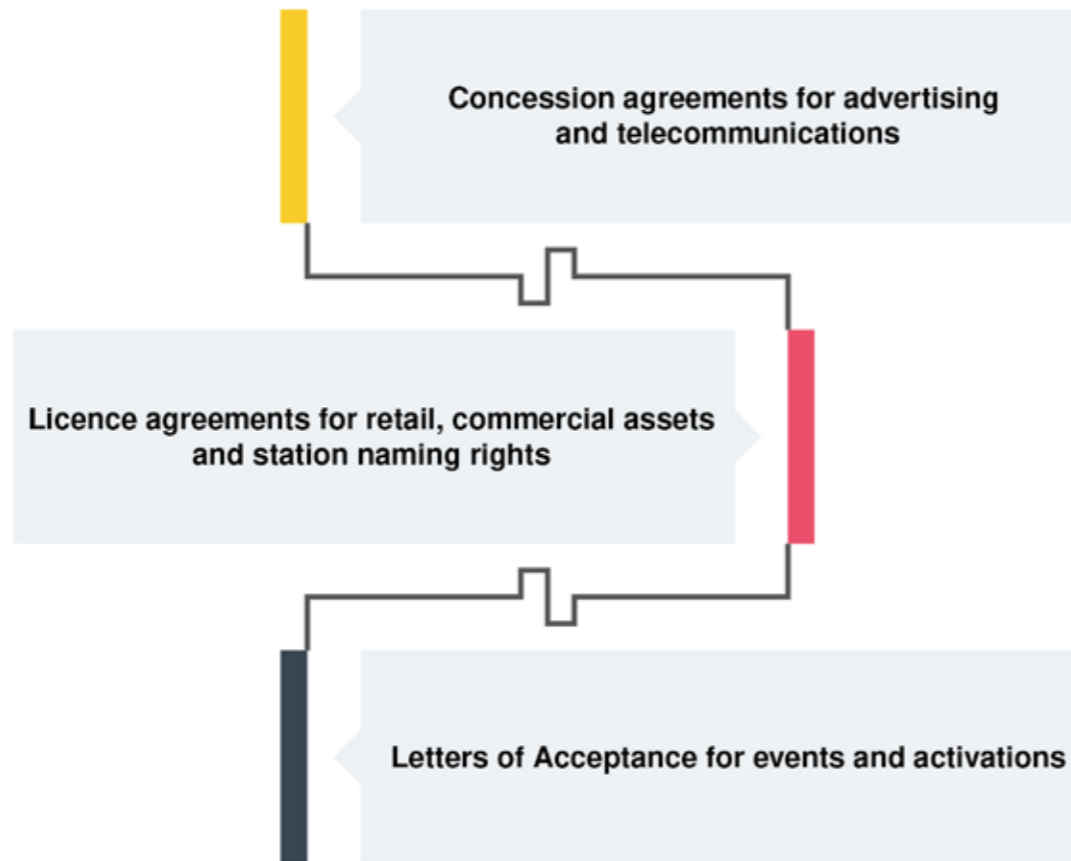 Concession agreements for advertising
and telecommunications
Licence agreements for retail, commercial assets
and station naming rights
Letters of Acceptance for events and activations